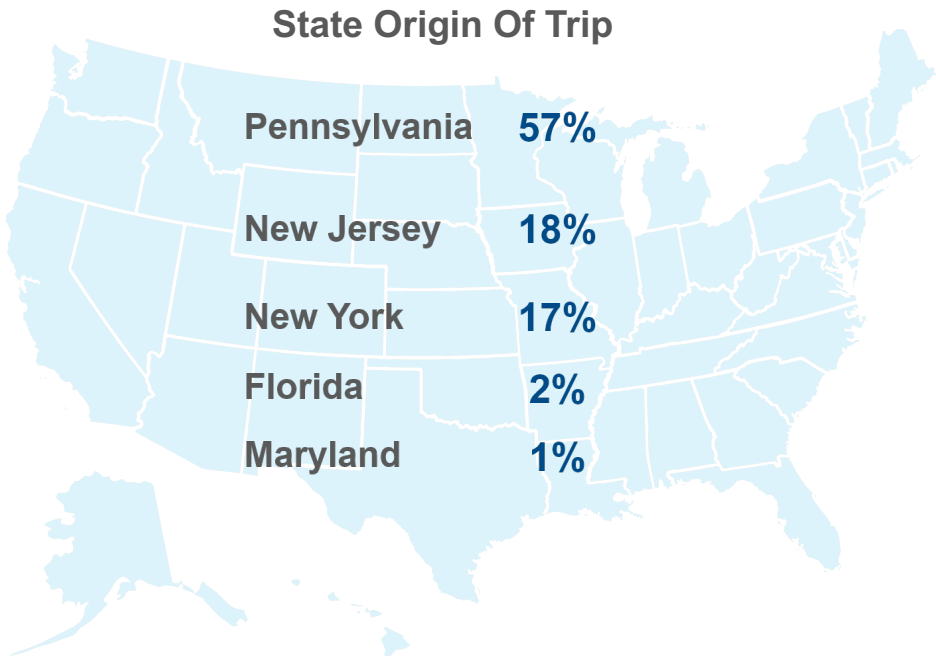 State Origin Of Trip
Pennsylvania 57%
New Jersey 18%
New York 17%
Florida 2%
Maryland 1%